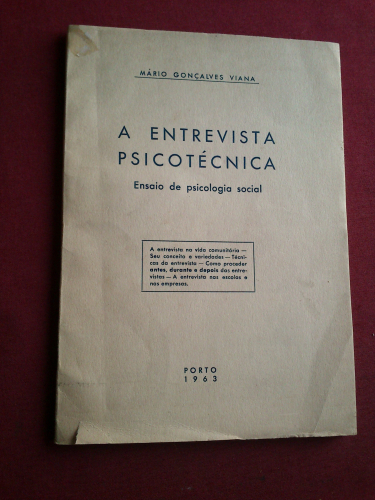 MÁRIO GONÇALVES VIANA
A ENTREVISTA
PSICOTÉCNICA
Ensaio de psicologia social
A entrevista na vida comunitária —
Seu conceito e variedades — Técni-
cas da entrevista — Como proceder
antes, durante e depois das entre-
vistas — A entrevista nas escolas e
nas empresas.
PORTO
1963